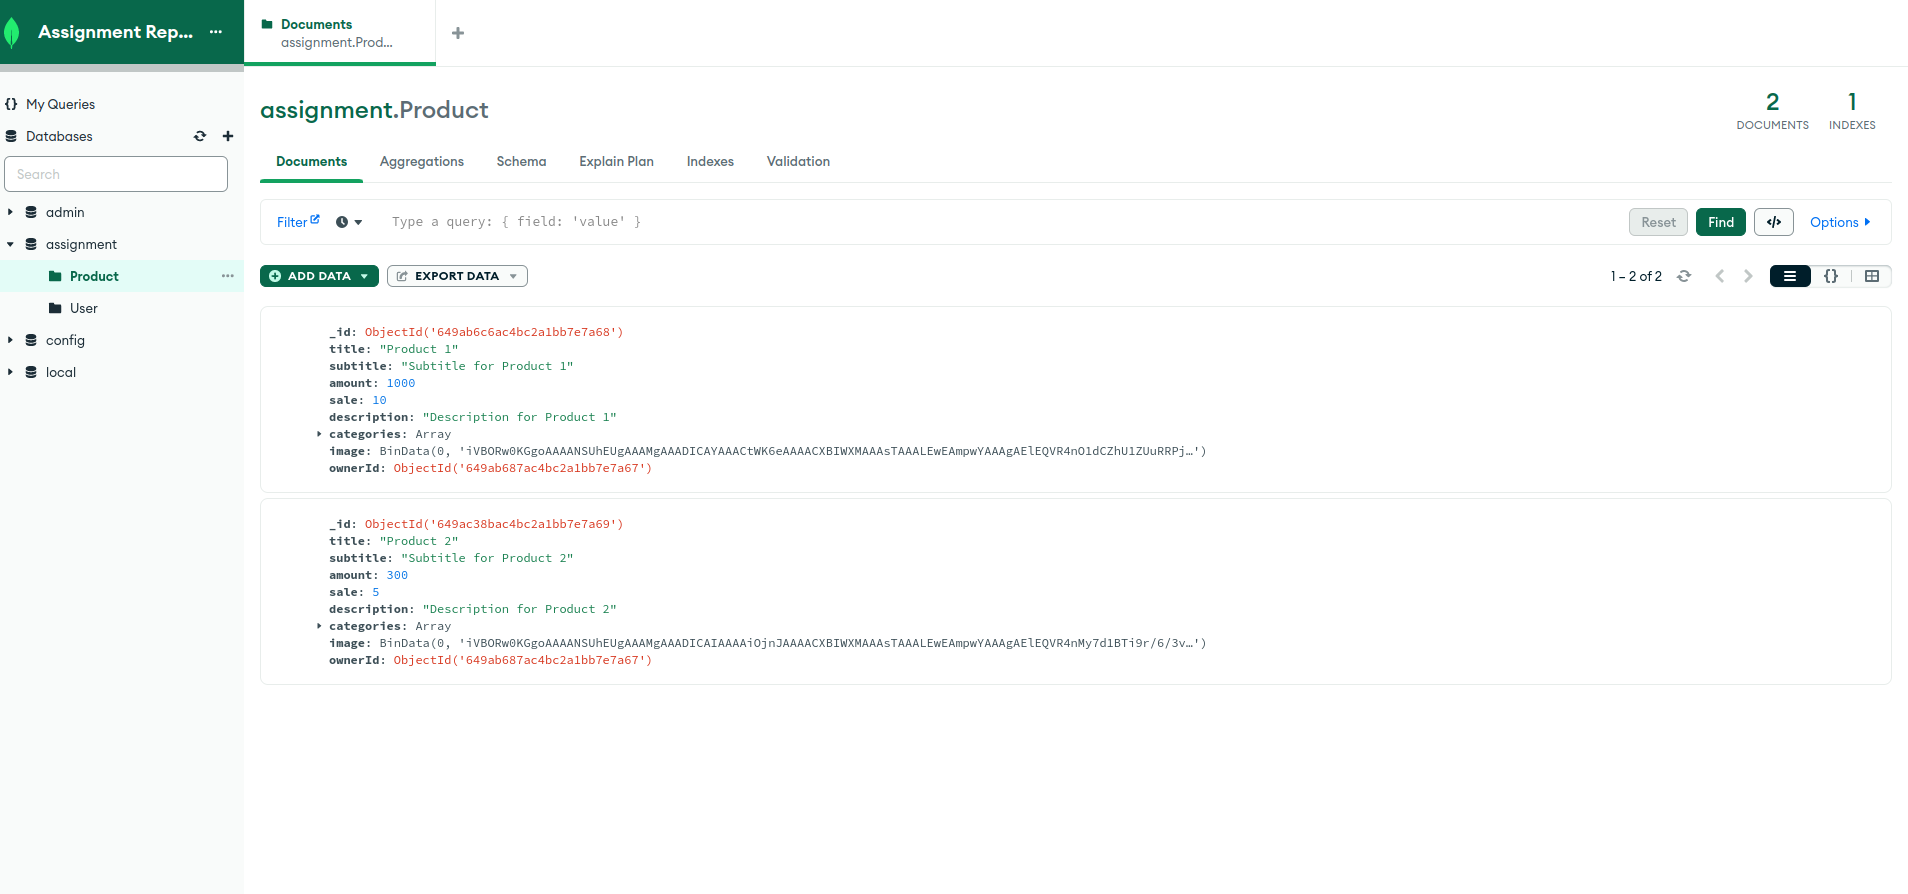 Assignment Rep...
Documents
assignment.Prod...
My Queries
Databases
Search
admin
assignment
Product
User
config
local
assignment.Product
2
DOCUMENTS
1
INDEXES
Documents Aggregations Schema Explain Plan Indexes Validation
Filter Type a query: { field: 'value' } Reset Find </> Options
ADD DATA EXPORT DATA 1 – 2 of 2 {}
_id: ObjectId('649ab6c6ac4bc2a1bb7e7a68')
title: "Product 1"
subtitle: "Subtitle for Product 1"
amount: 1000
sale: 10
description: "Description for Product 1"
categories: Array
image: BinData(0, 'iVBORw0KGgoAAAANSUhEUgAAAMgAAADICAYAAACtWK6eAAAACXBIWXMAAAsTAAALEwEAmpwYAAAgAElEQVR4nO1dCZhU1ZUuRRPj…')
ownerId: ObjectId('649ab687ac4bc2a1bb7e7a67')
_id: ObjectId('649ac38bac4bc2a1bb7e7a69')
title: "Product 2"
subtitle: "Subtitle for Product 2"
amount: 300
sale: 5
description: "Description for Product 2"
categories: Array
image: BinData(0, 'iVBORw0KGgoAAAANSUhEUgAAAMgAAADICAIAAAAiOjnJAAAACXBIWXMAAAsTAAALEwEAmpwYAAAgAElEQVR4nMy7d1BTi9r/6/3v…')
ownerId: ObjectId('649ab687ac4bc2a1bb7e7a67')